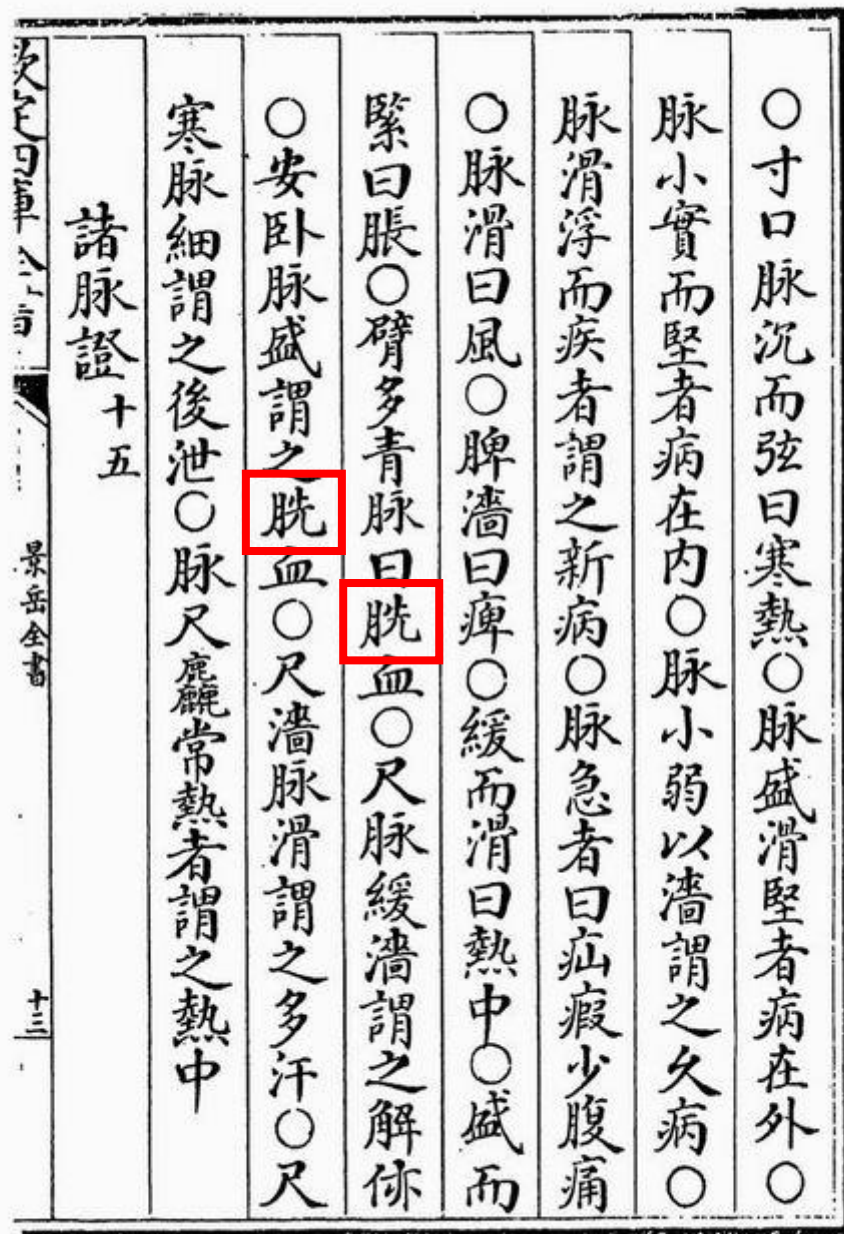 ○寸口脉沉而弦曰寒熱○脉盛滑堅者病在外○
脉小實而堅者病在内○脉小弱以濇謂之久病○
脉滑浮而疾者謂之新病○脉急者曰疝瘕少腹痛
○脉滑曰風○脾濇曰痺○緩而滑曰熱中○盛而
緊曰脹○臂多青脉曰脱血○尺脉緩濇謂之解㑊
○安卧脉盛謂之脱血○尺濇脉滑謂之多汗○尺
寒脉細謂之後泄○脉尺麤常熱者謂之熱中
諸脉證十五
欽定四庫全書
景岳全書
十三